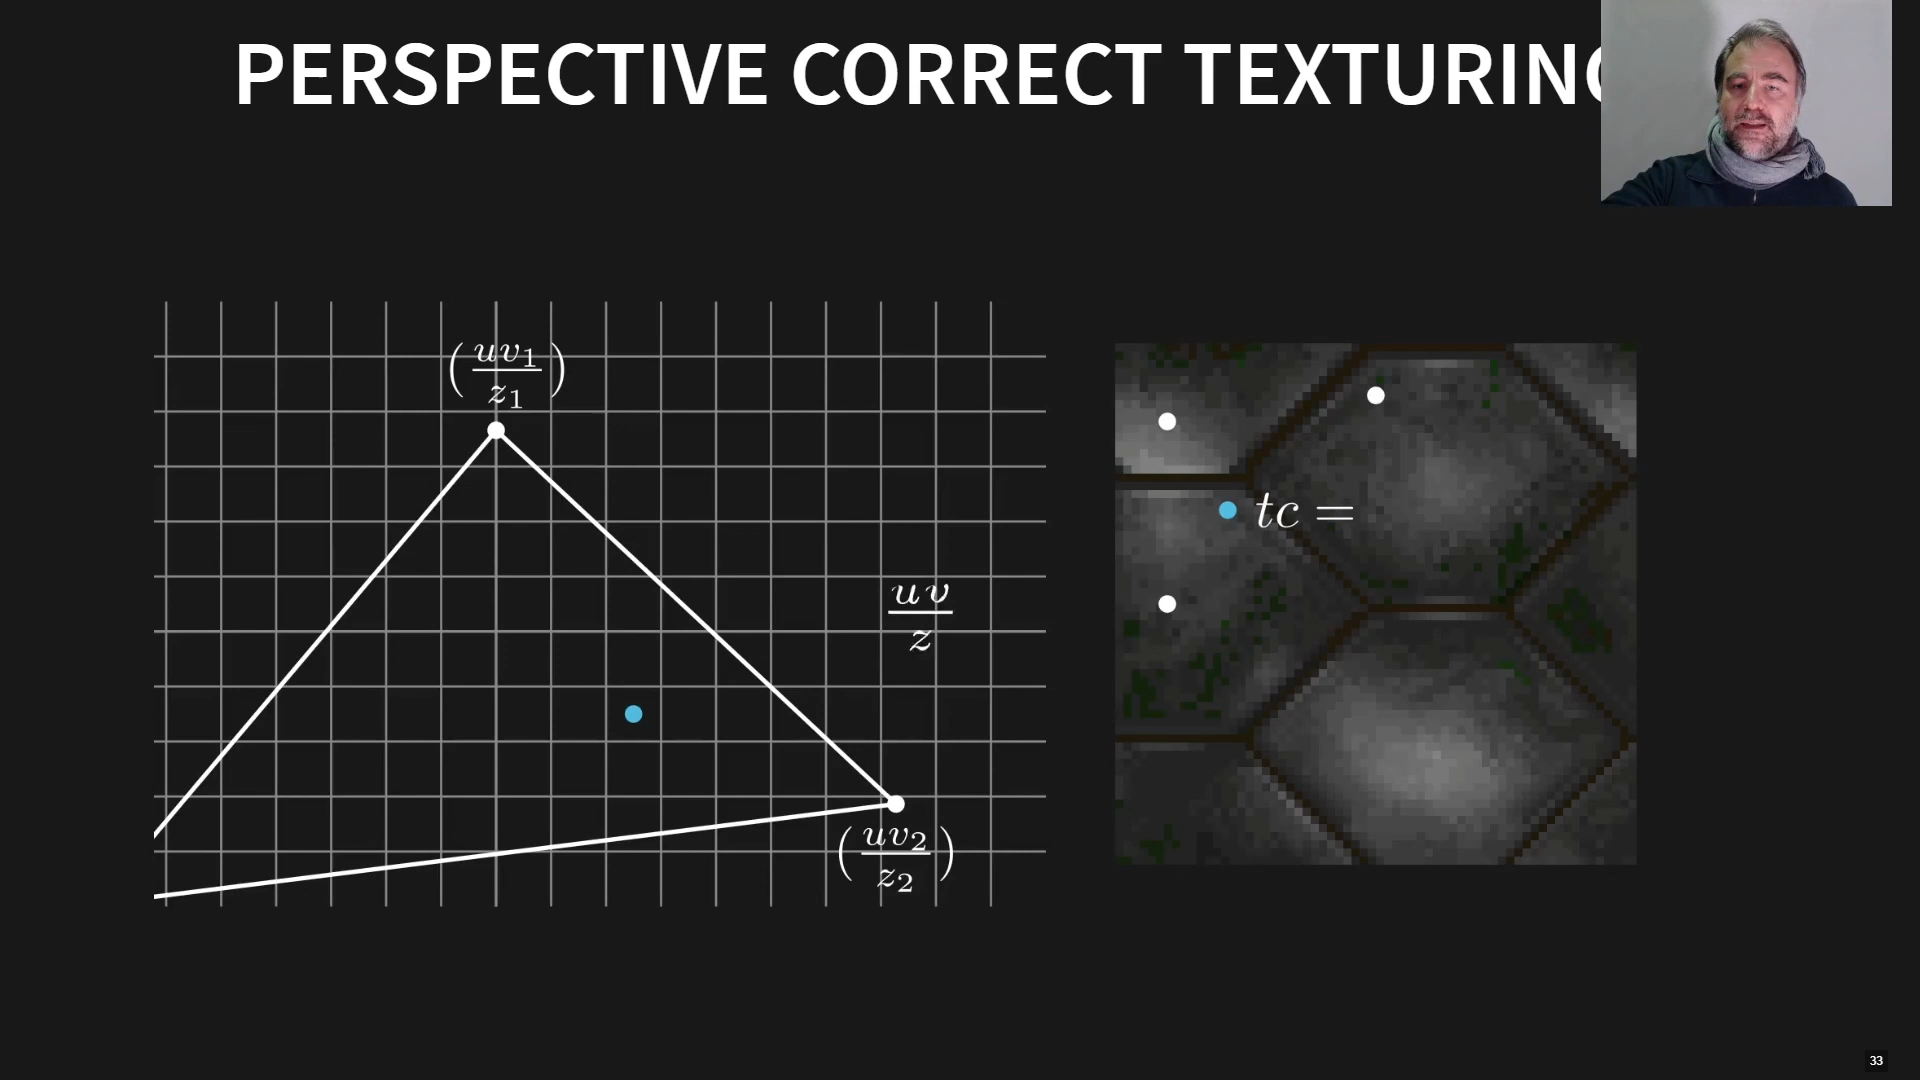 PERSPECTIVE CORRECT TEXTURING
(uv₁/z₁)
uv/z
(uv₂/z₂)
tc =
33